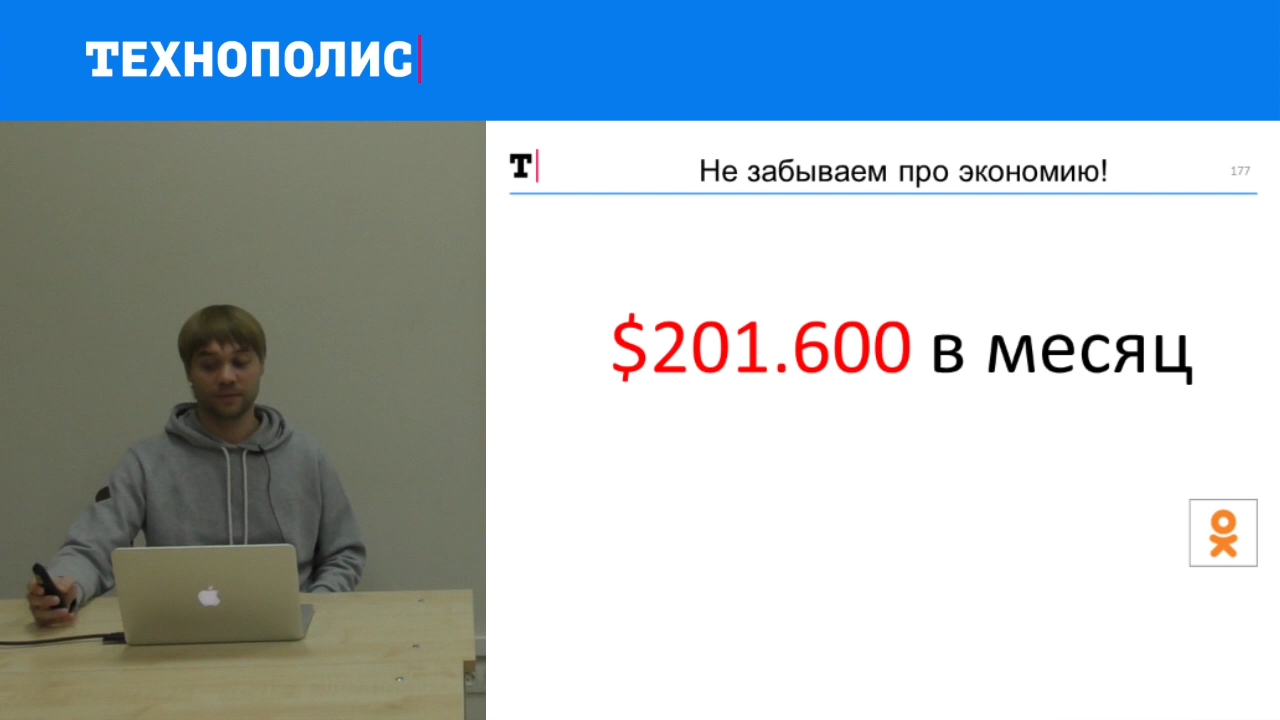 ТЕХНОПОЛИС
Т
Не забываем про экономию!
177
$201.600 в месяц